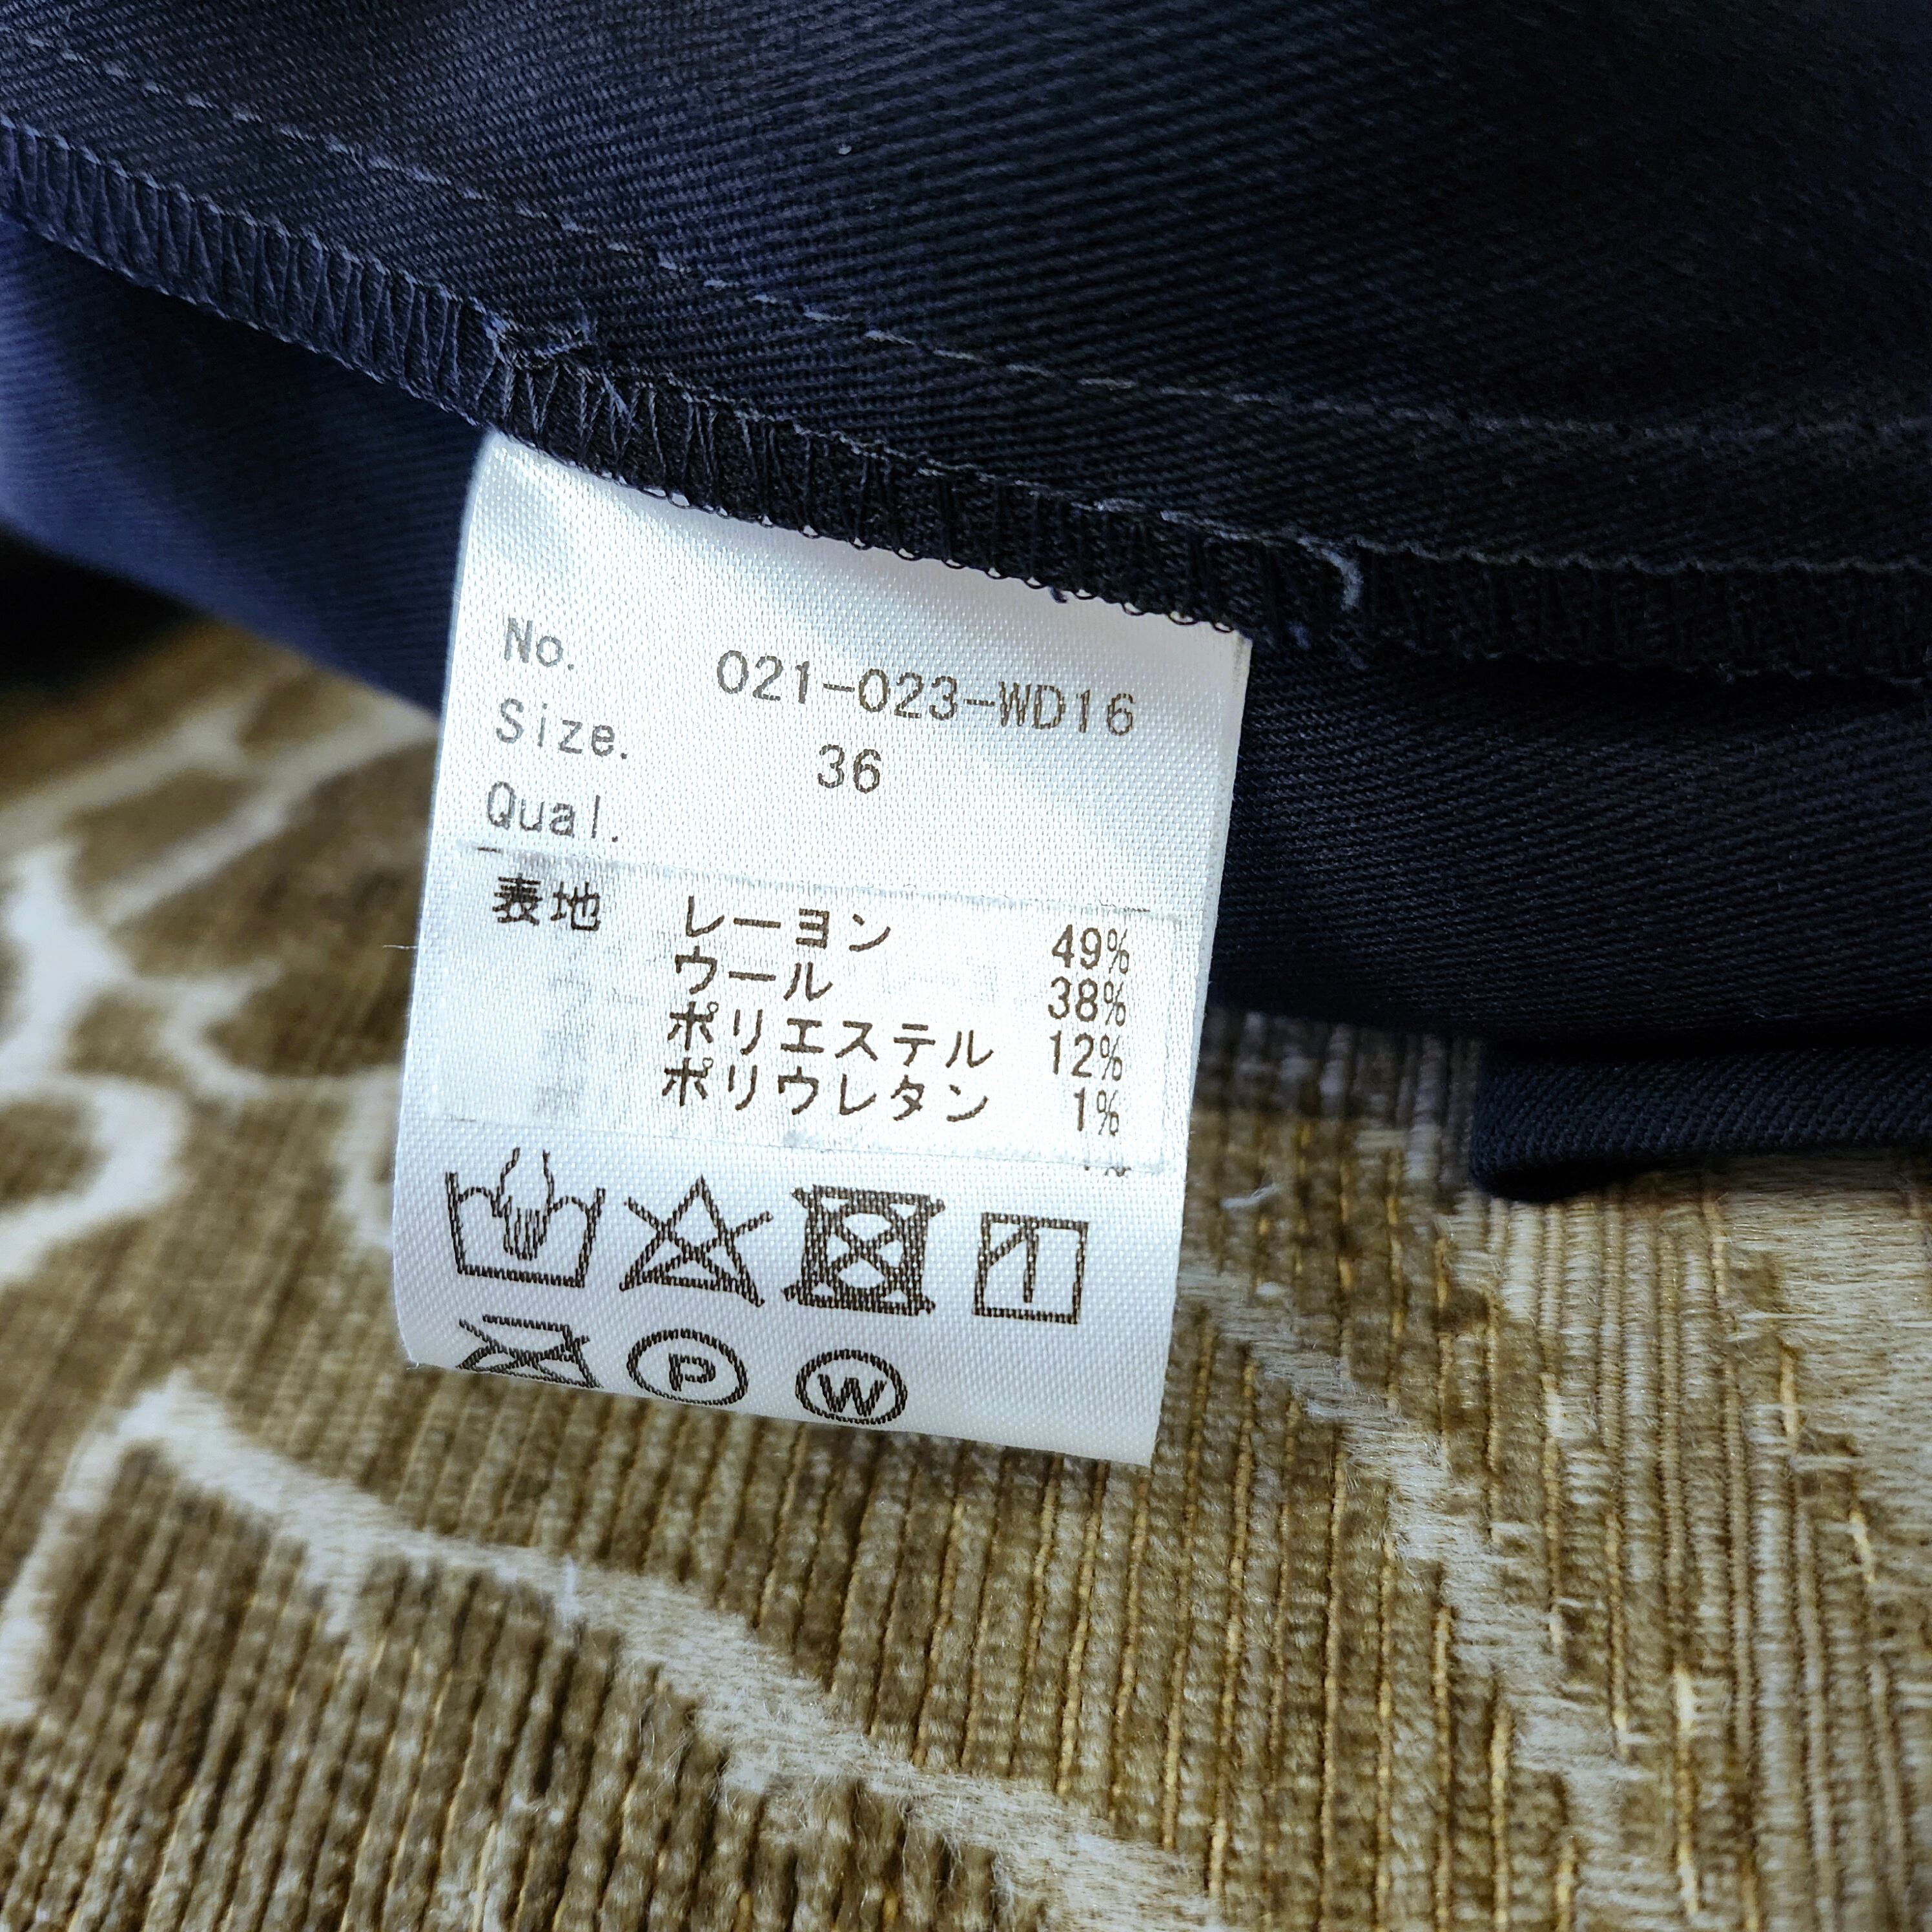 No. 021-023-WD16
Size. 36
Qual.
表地 レーヨン 49%
ウール 38%
ポリエステル 12%
ポリウレタン 1%
P W